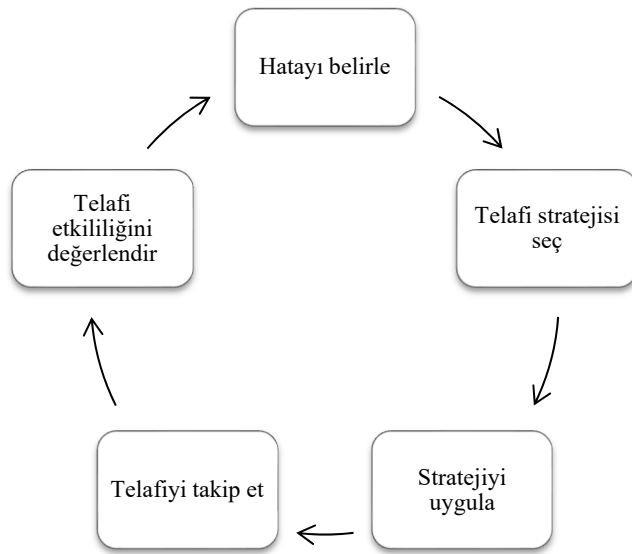 Hatayı belirle
Telafi stratejisi
seç
Stratejiyi
uygula
Telafiyi takip et
Telafi
etkililiğini
değerlendir